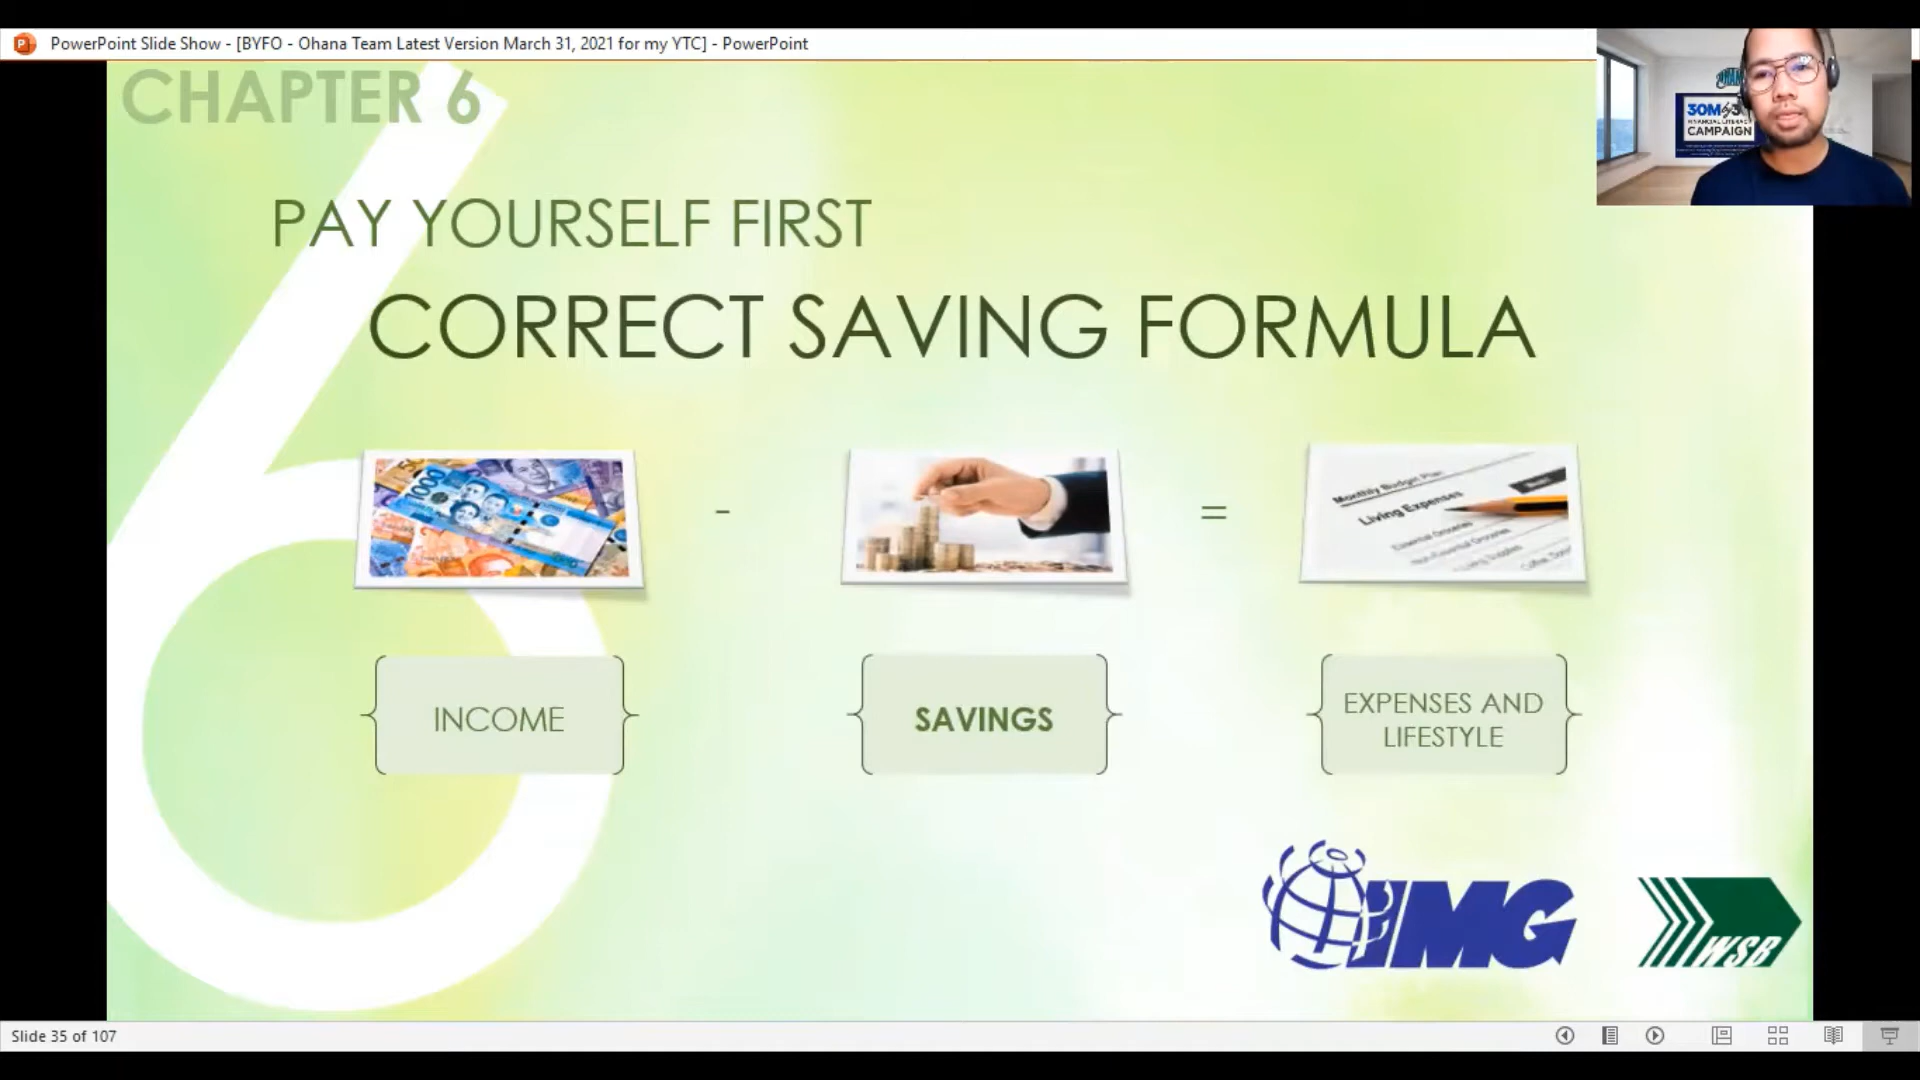 PowerPoint Slide Show - [BYFO - Ohana Team Latest Version March 31, 2021 for my YTC] - PowerPoint
CHAPTER 6
30M
CAMPAIGN
PAY YOURSELF FIRST
CORRECT SAVING FORMULA
1000
Monthly Budget Plan
Living Expenses
- =
INCOME
SAVINGS
EXPENSES AND
LIFESTYLE
IMG
WSB
Slide 35 of 107